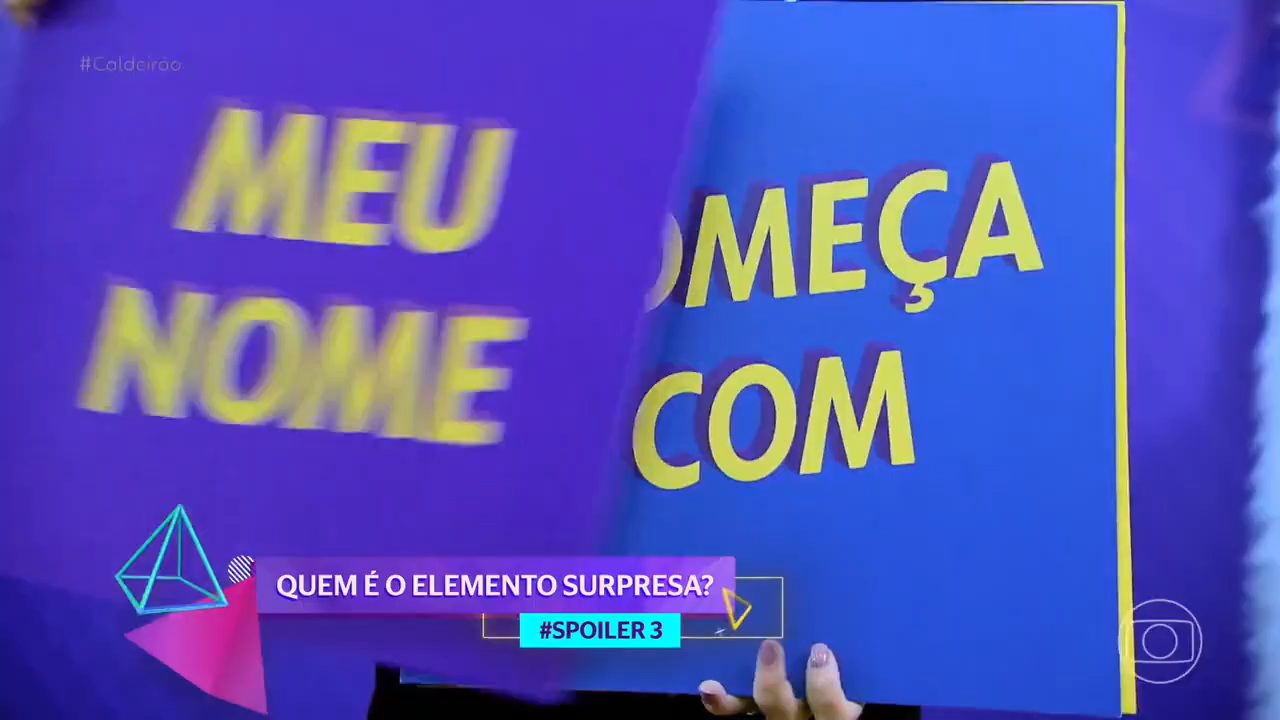 #Caldeirão
MEU
NOME
OMEÇA
COM
QUEM É O ELEMENTO SURPRESA?
#SPOILER 3